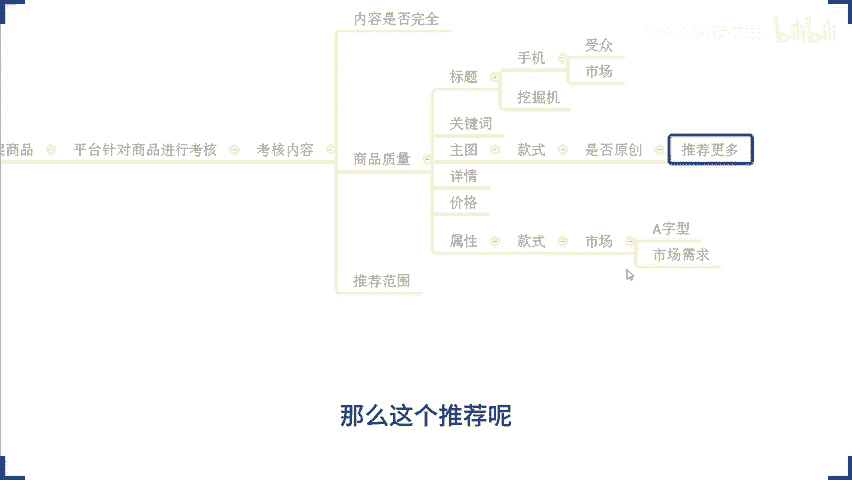 内容是否完全
bilibili
受众
手机
标题
市场
挖掘机
关键词
商品 平台针对商品进行考核 考核内容
商品质量
主图 款式 是否原创 推荐更多
详情
价格
属性 款式 市场
A字型
市场需求
推荐范围
那么这个推荐呢